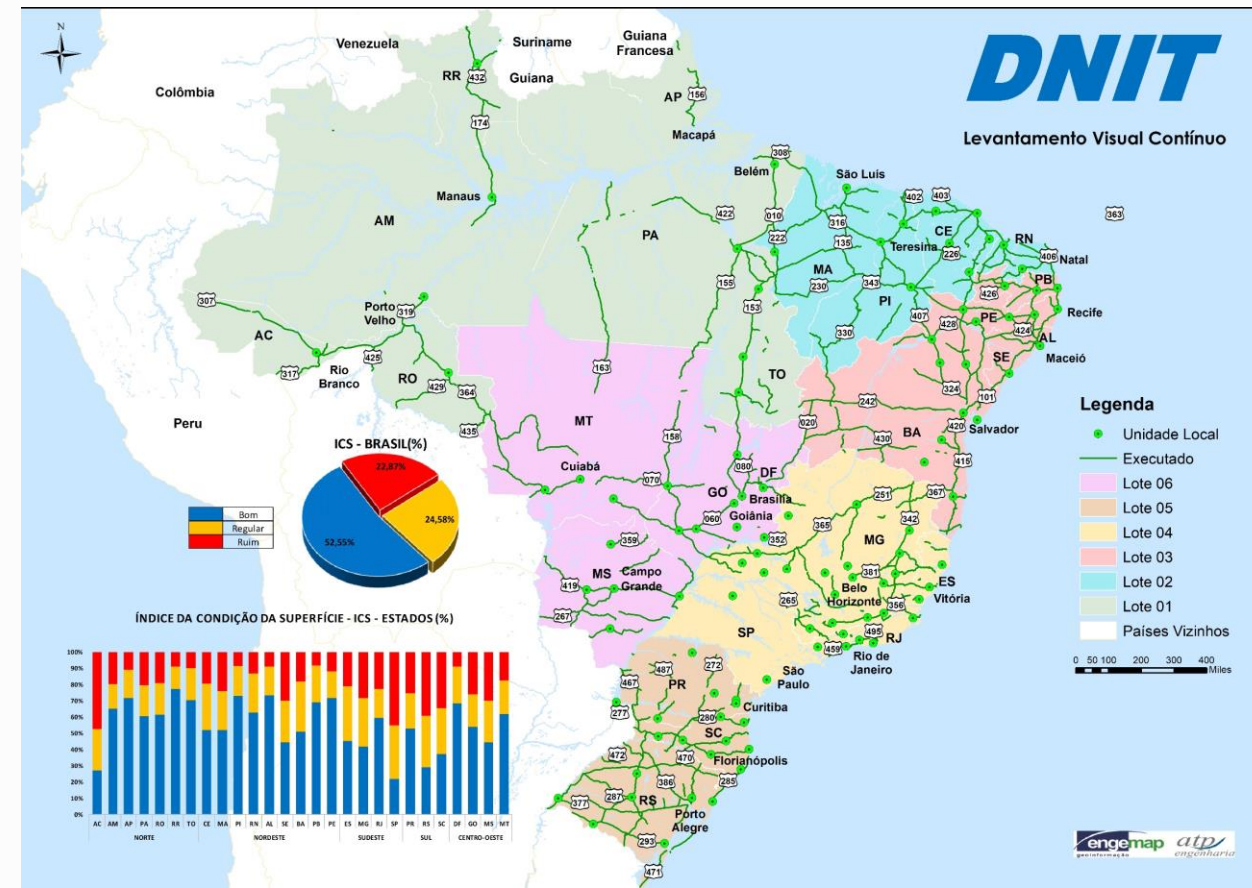 N
DNIT
Levantamento Visual Contínuo
Venezuela
Suriname
Guiana
Francesa
Guiana
Colômbia
Peru
RR
432
174
AP
156
Macapá
308
Belém
São Luís
402
403
363
Manaus
AM
PA
422
010
222
316
135
Teresina
CE
226
RN
406
Natal
MA
230
343
PI
155
153
PB
426
PE
Recife
407
428
424
AL
Maceió
330
SE
307
Porto
Velho
319
AC
317
Rio
Branco
425
RO
429
364
435
163
TO
MT
158
242
324
101
020
BA
430
420
Salvador
415
Cuiabá
070
080
DF
GO
Brasília
060
Goiânia
251
367
365
342
352
MG
359
MS
Campo
Grande
419
267
381
Belo
Horizonte
ES
Vitória
356
265
SP
495
RJ
459
Rio de
Janeiro
São
Paulo
487
272
467
PR
277
Curitiba
280
SC
472
470
Florianópolis
386
285
287
377
RS
Porto
Alegre
293
471
Legenda
Unidade Local
Executado
Lote 06
Lote 05
Lote 04
Lote 03
Lote 02
Lote 01
Países Vizinhos
0 50 100 200 300 400
Miles
ICS - BRASIL(%)
22,87%
24,58%
52,55%
Bom
Regular
Ruim
ÍNDICE DA CONDIÇÃO DA SUPERFÍCIE - ICS - ESTADOS (%)
100%
90%
80%
70%
60%
50%
40%
30%
20%
10%
0%
AC AM AP PA RO RR TO CE MA PI RN AL SE BA PB PE ES MG RJ SP PR RS SC DF GO MS MT
NORTE NORDESTE SUDESTE SUL CENTRO-OESTE
engemap
geoinformação
atp
engenharia